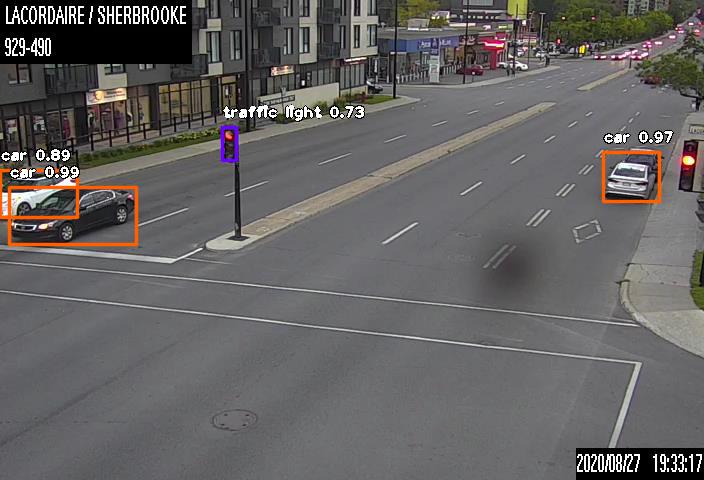 LACORDAIRE / SHERBROOKE
929-490
traffic light 0.73
car 0.97
car 0.89
car 0.99
2020/08/27 19:33:17